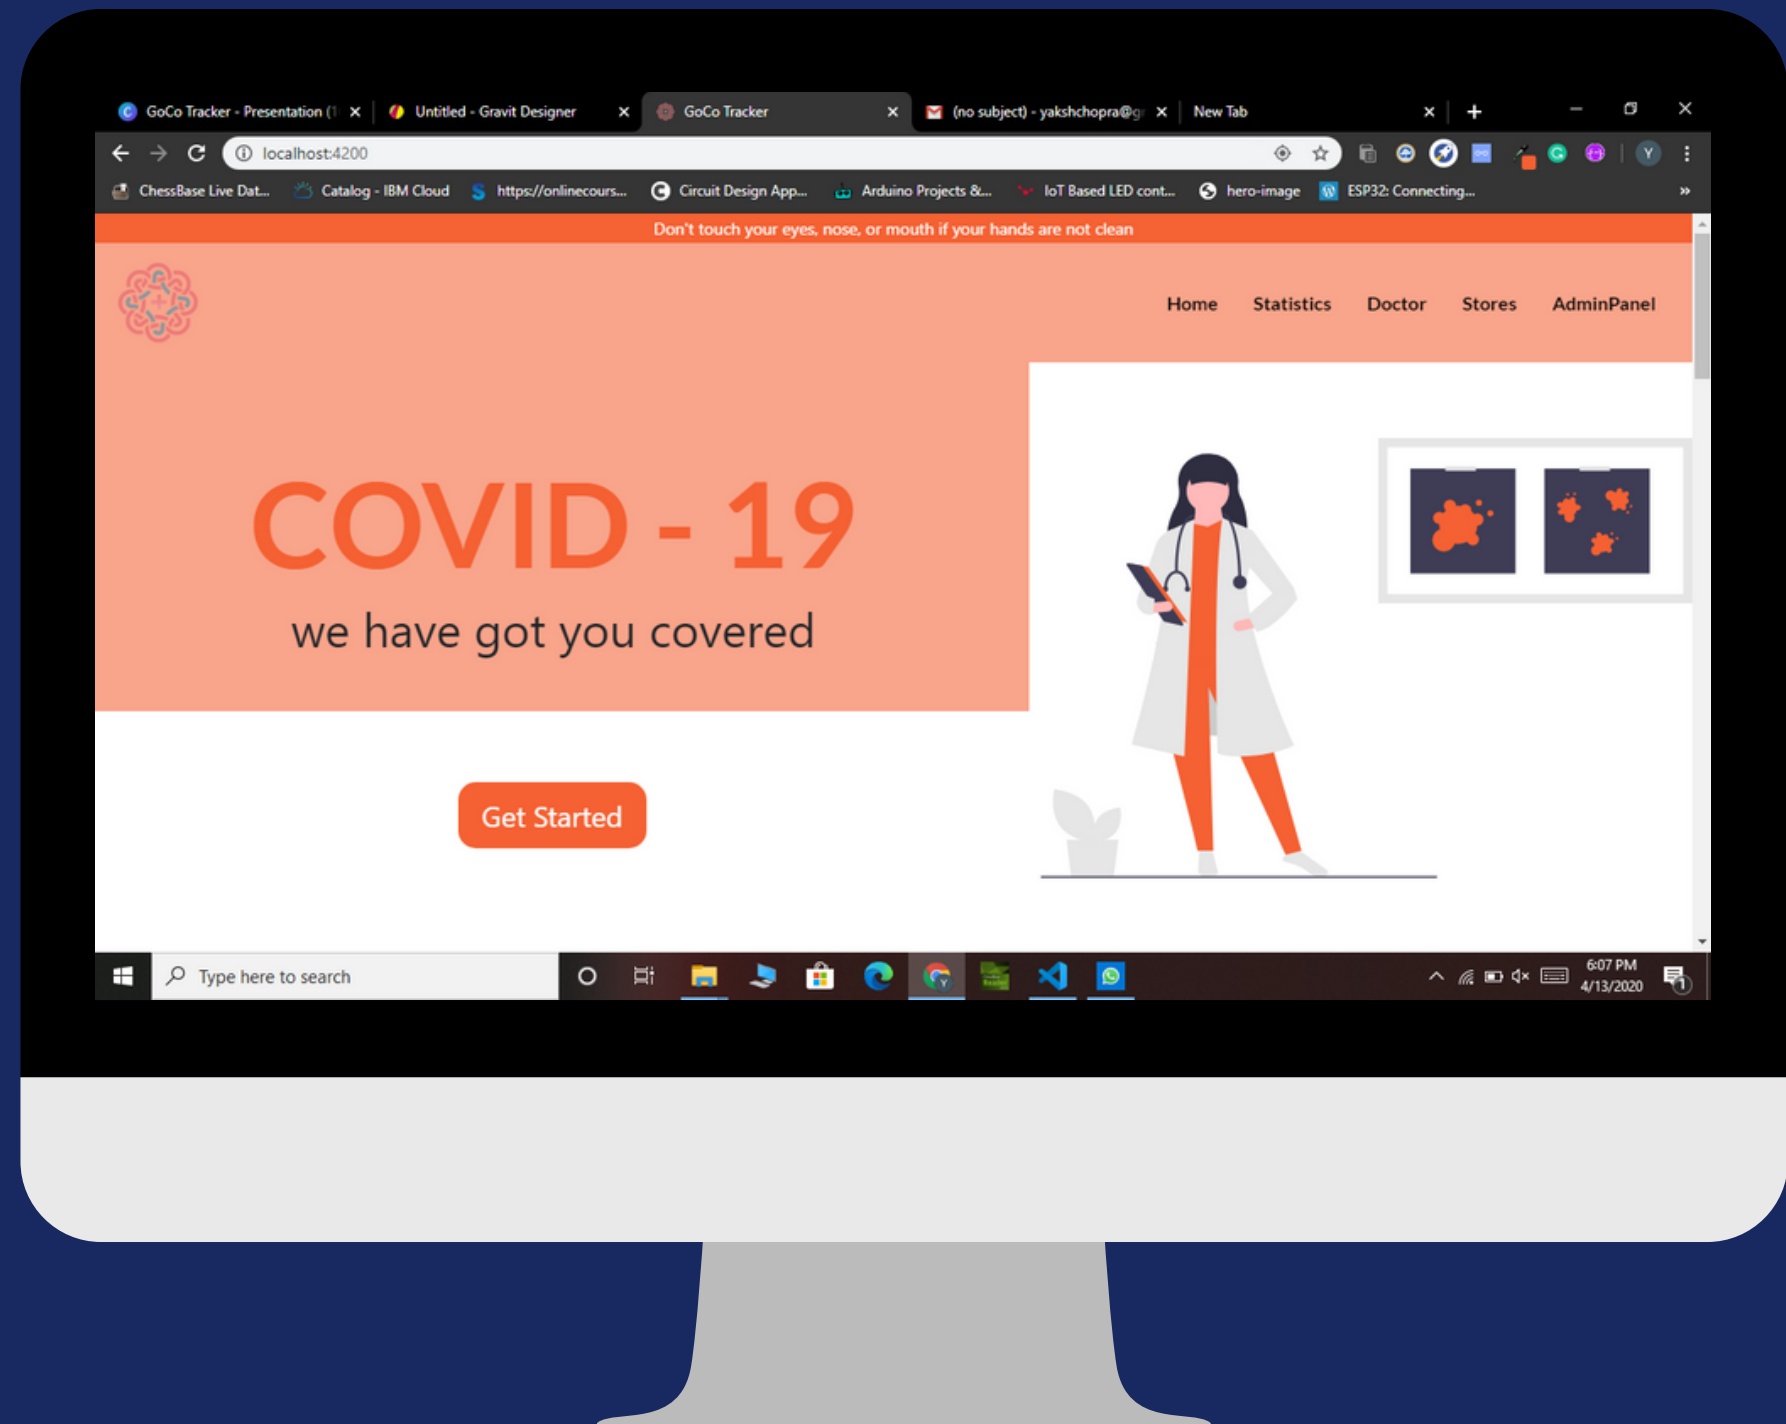 GoCo Tracker - Presentation (1
Untitled - Gravit Designer
GoCo Tracker
(no subject) - yakshchopra@g
New Tab
localhost:4200
Y
ChessBase Live Dat...
Catalog - IBM Cloud
https://onlinecours...
Circuit Design App...
Arduino Projects &...
IoT Based LED cont...
hero-image
ESP32: Connecting...
Don't touch your eyes, nose, or mouth if your hands are not clean
Home
Statistics
Doctor
Stores
AdminPanel
COVID - 19
we have got you covered
Get Started
Type here to search
6:07 PM
4/13/2020
1